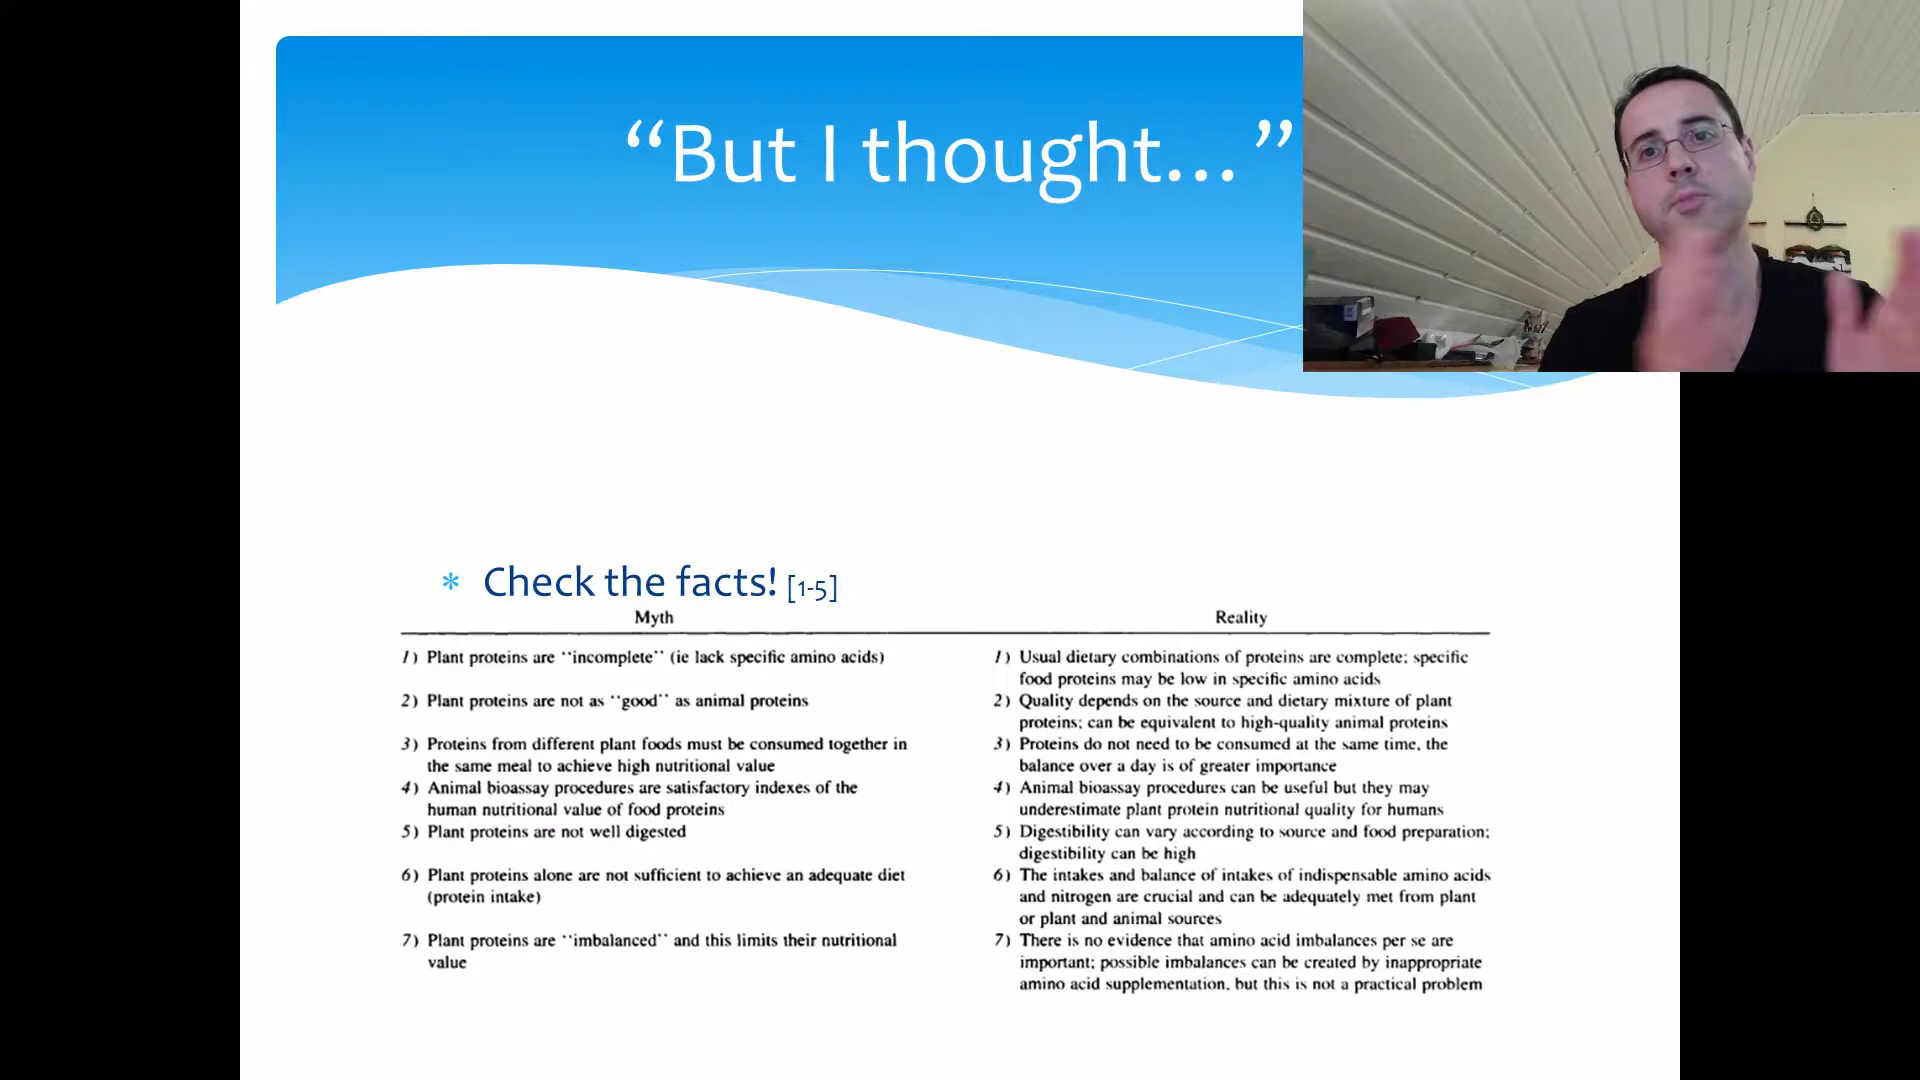 “But I thought…”
* Check the facts! [1-5]
Myth
Reality
1) Plant proteins are "incomplete" (ie lack specific amino acids)
1) Usual dietary combinations of proteins are complete; specific
food proteins may be low in specific amino acids
2) Plant proteins are not as "good" as animal proteins
2) Quality depends on the source and dietary mixture of plant
proteins; can be equivalent to high-quality animal proteins
3) Proteins from different plant foods must be consumed together in
the same meal to achieve high nutritional value
3) Proteins do not need to be consumed at the same time, the
balance over a day is of greater importance
4) Animal bioassay procedures are satisfactory indexes of the
human nutritional value of food proteins
4) Animal bioassay procedures can be useful but they may
underestimate plant protein nutritional quality for humans
5) Plant proteins are not well digested
5) Digestibility can vary according to source and food preparation;
digestibility can be high
6) Plant proteins alone are not sufficient to achieve an adequate diet
(protein intake)
6) The intakes and balance of intakes of indispensable amino acids
and nitrogen are crucial and can be adequately met from plant
or plant and animal sources
7) Plant proteins are "imbalanced" and this limits their nutritional
value
7) There is no evidence that amino acid imbalances per se are
important; possible imbalances can be created by inappropriate
amino acid supplementation, but this is not a practical problem